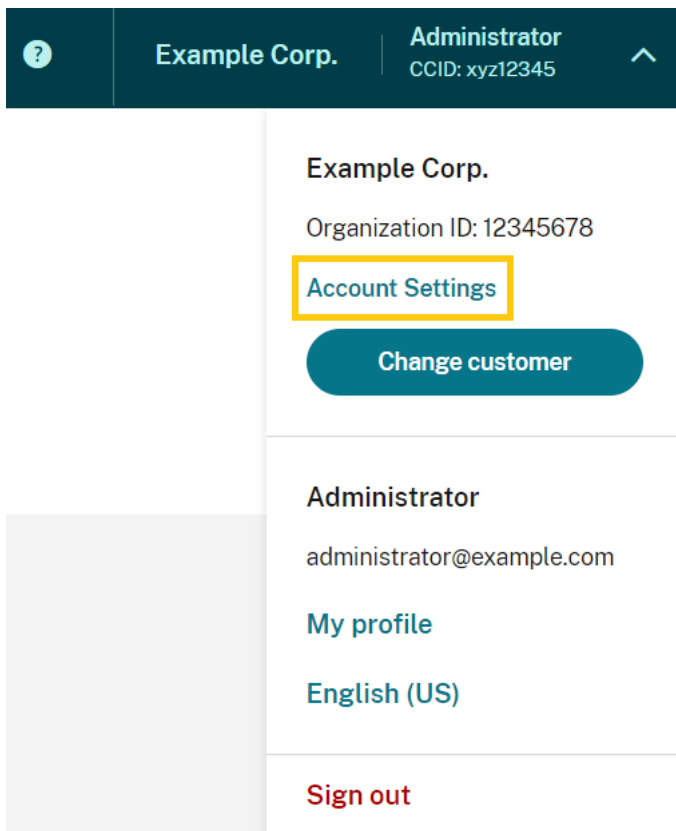 ?
Example Corp.
Administrator
CCID: xyz12345
Example Corp.
Organization ID: 12345678
Account Settings
Change customer
Administrator
administrator@example.com
My profile
English (US)
Sign out